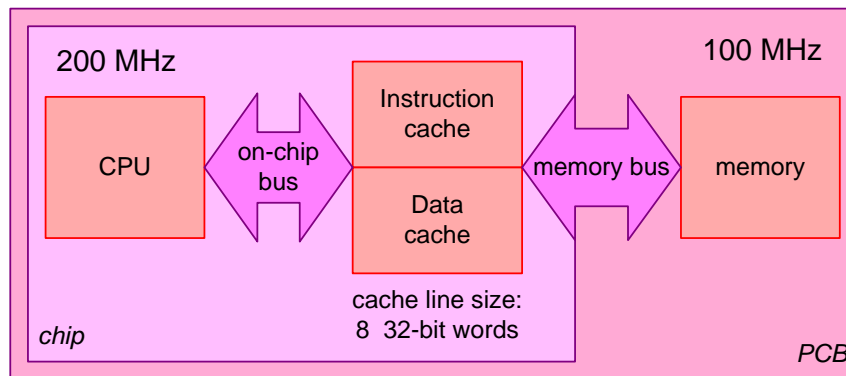 200 MHz
100 MHz
CPU
on-chip
bus
Instruction
cache
Data
cache
memory bus
memory
cache line size:
8 32-bit words
chip
PCB